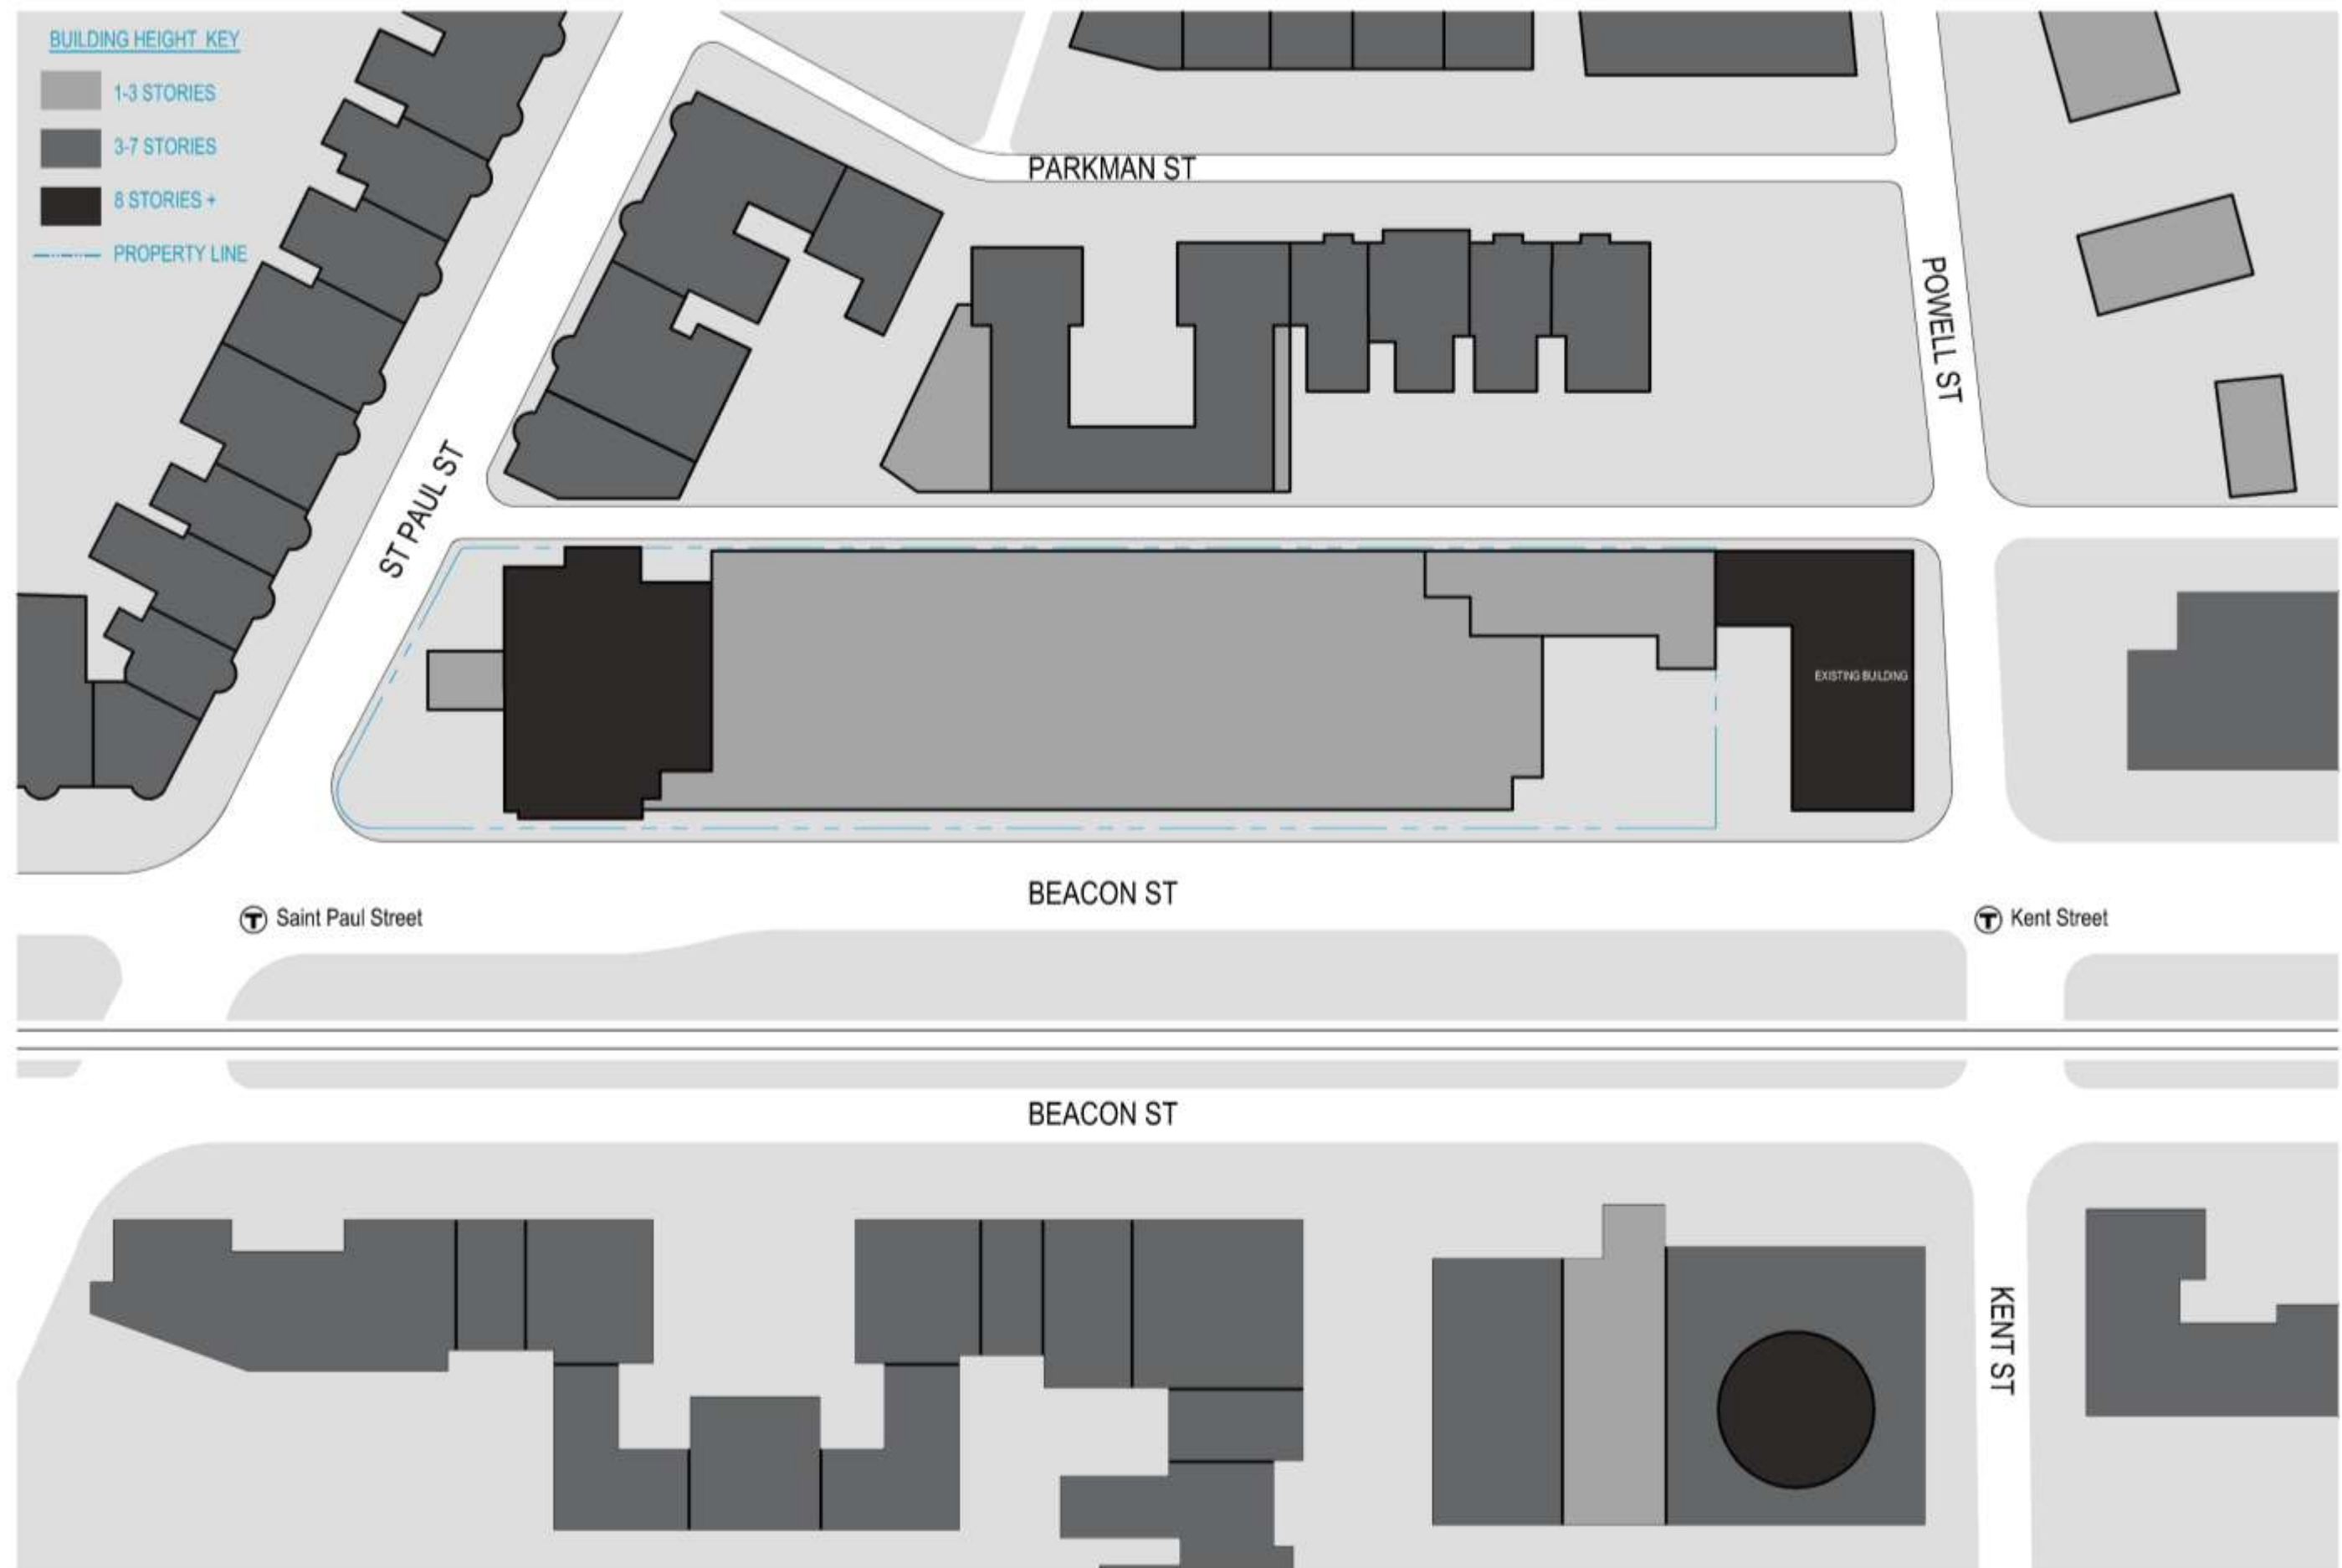 BUILDING HEIGHT KEY
1-3 STORIES
3-7 STORIES
8 STORIES +
PROPERTY LINE
PARKMAN ST
POWELL ST
ST PAUL ST
EXISTING BUILDING
BEACON ST
T Saint Paul Street
T Kent Street
BEACON ST
KENT ST